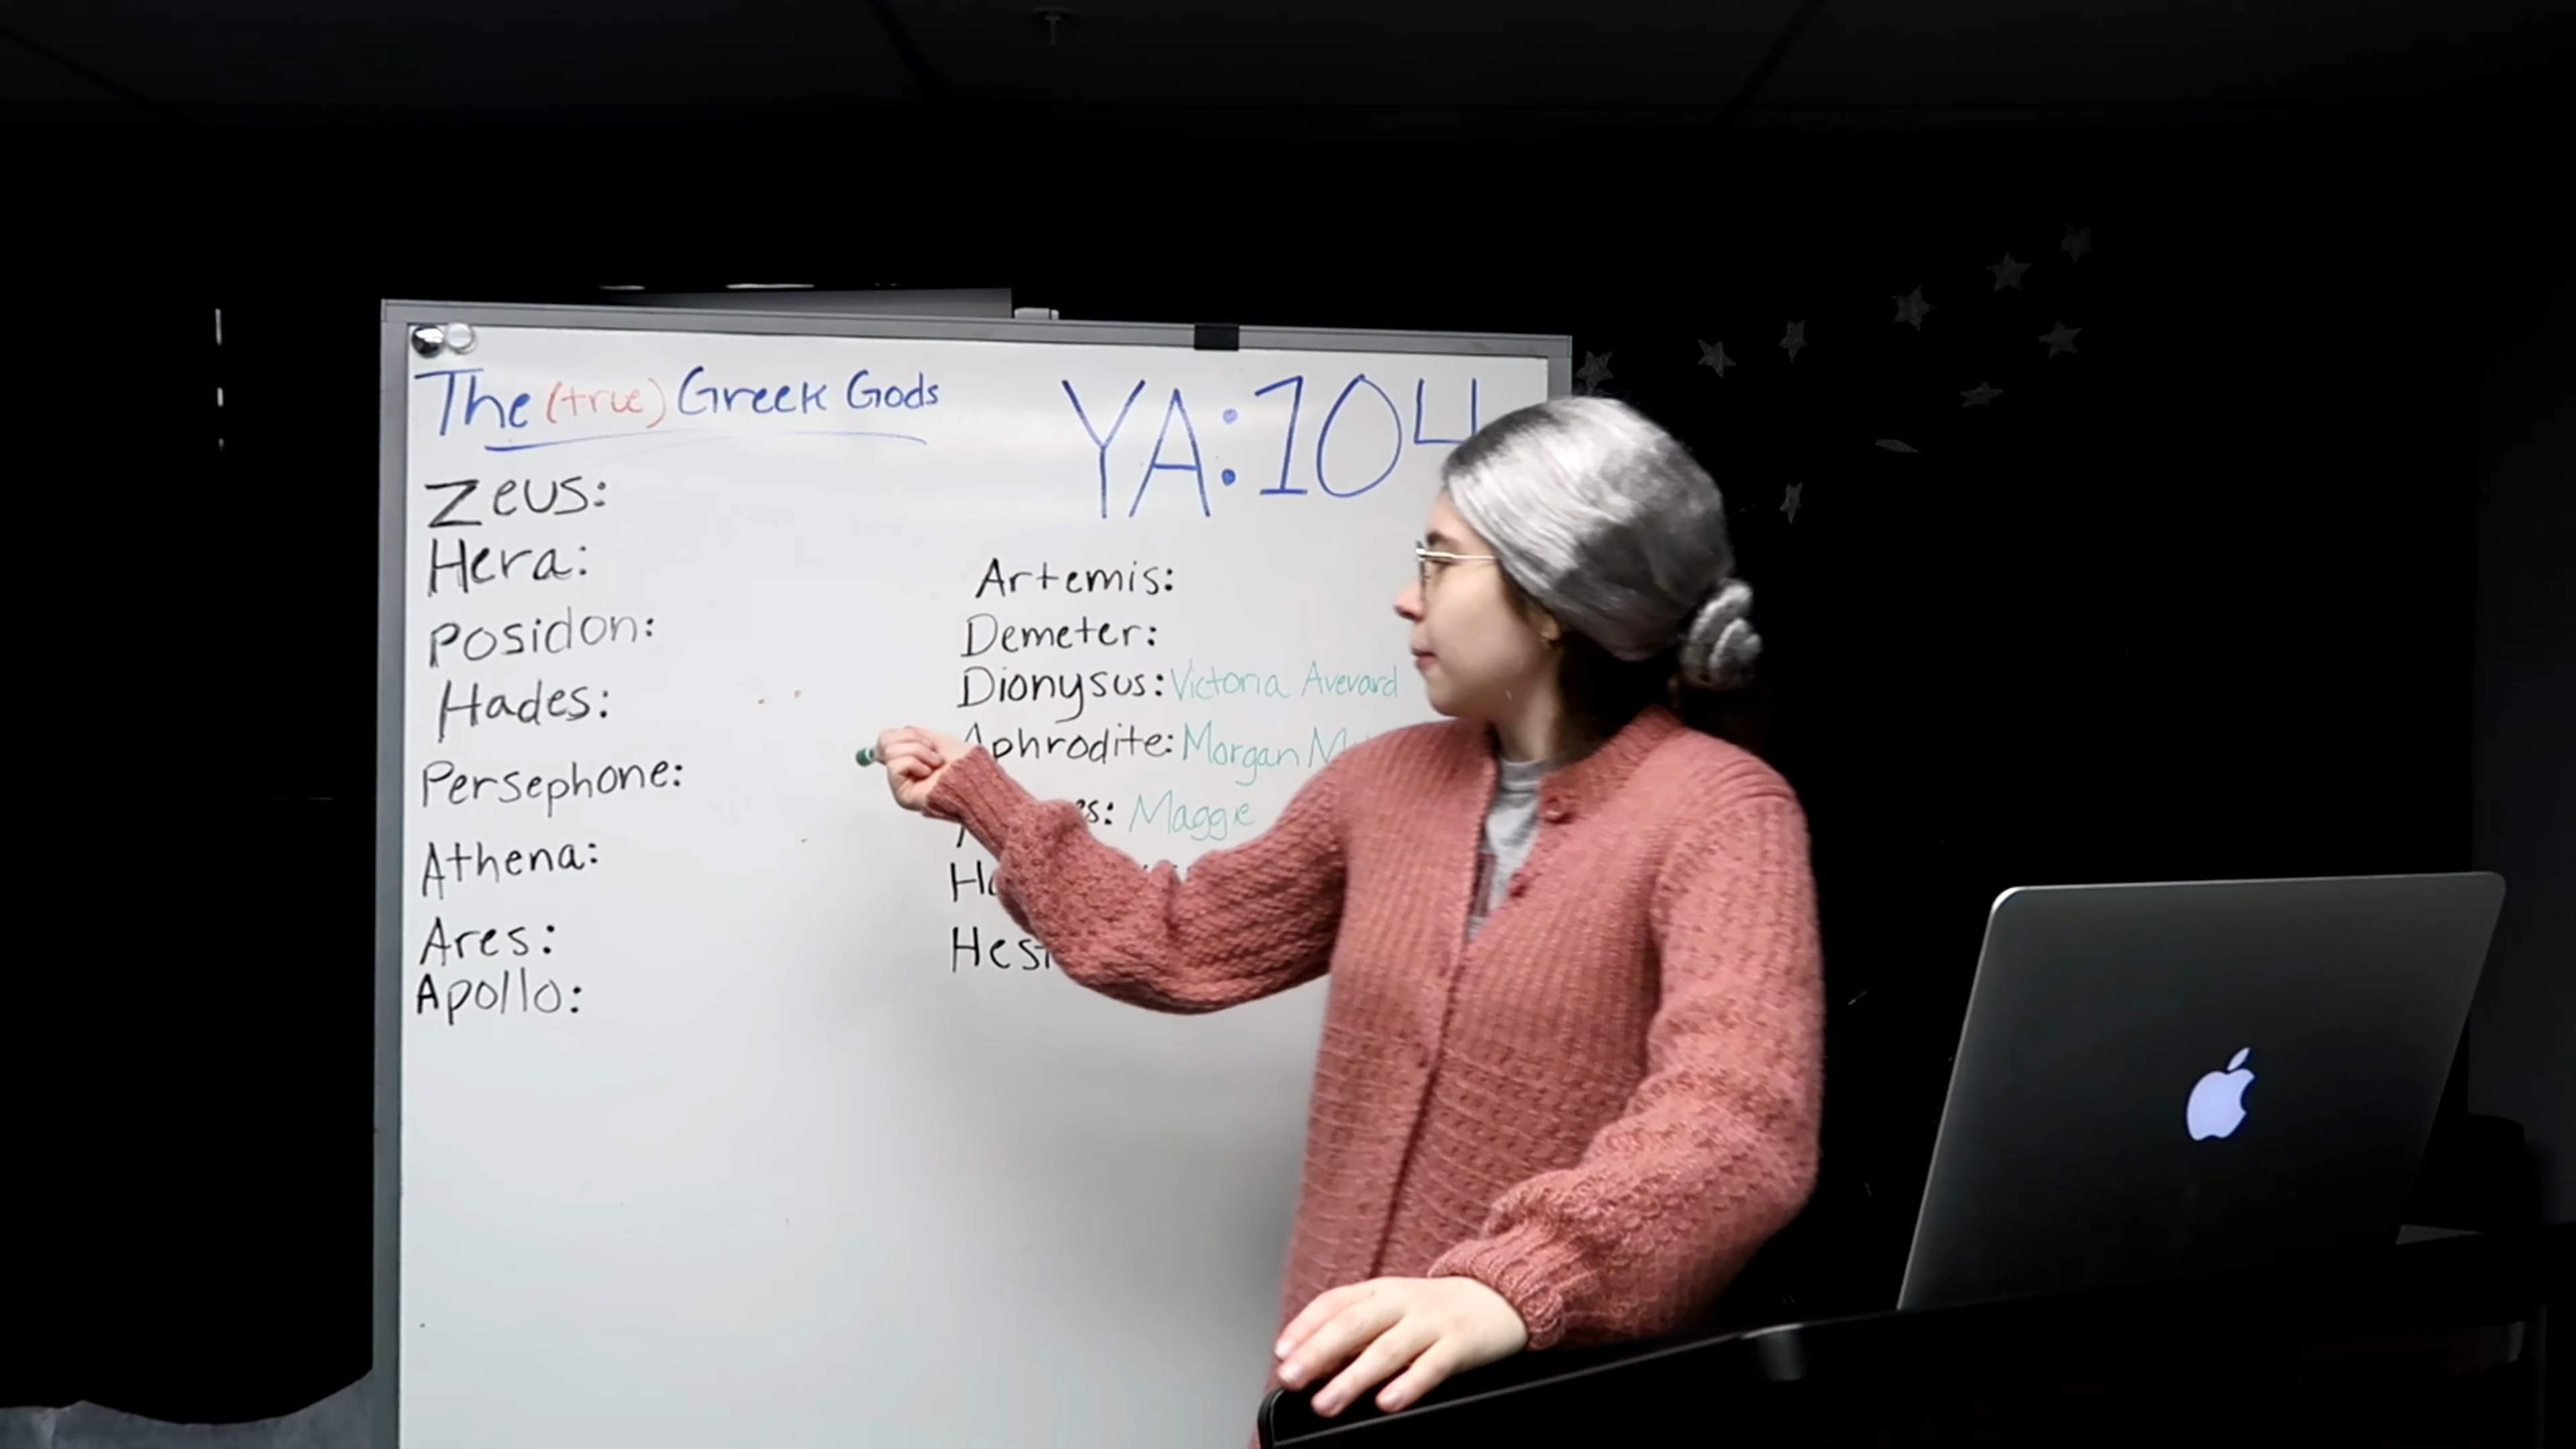 The (true) Greek Gods
YA:104
Zeus:
Hera:
Posidon:
Hades:
Persephone:
Athena:
Ares:
Apollo:
Artemis:
Demeter:
Dionysus: Victoria Avevard
Aphrodite: Morgan
Maggie